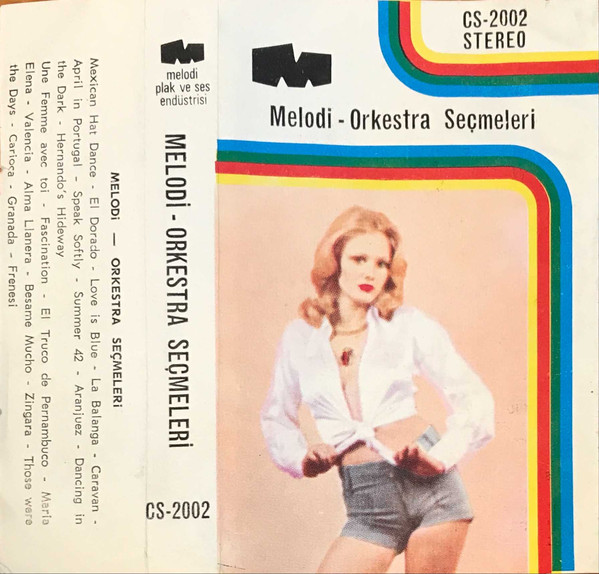 MELODİ — ORKESTRA SEÇMELERİ
Mexican Hat Dance - El Dorado - Love is Blue - La Balanga - Caravan -
April in Portugal - Speak Softly - Summer 42 - Aranjuez - Dancing in
the Dark - Hernando's Hideway
Une Femme avec toi - Fascination - El Truco de Pernambuco - Maria
Elena - Valencia - Alma Llanera - Besame Mucho - Zingara - Those were
the Days - Carioca - Granada - Frenesi
melodi
plak ve ses
endüstrisi
MELODİ - ORKESTRA SEÇMELERİ
CS-2002
CS-2002
STEREO
Melodi - Orkestra Seçmeleri